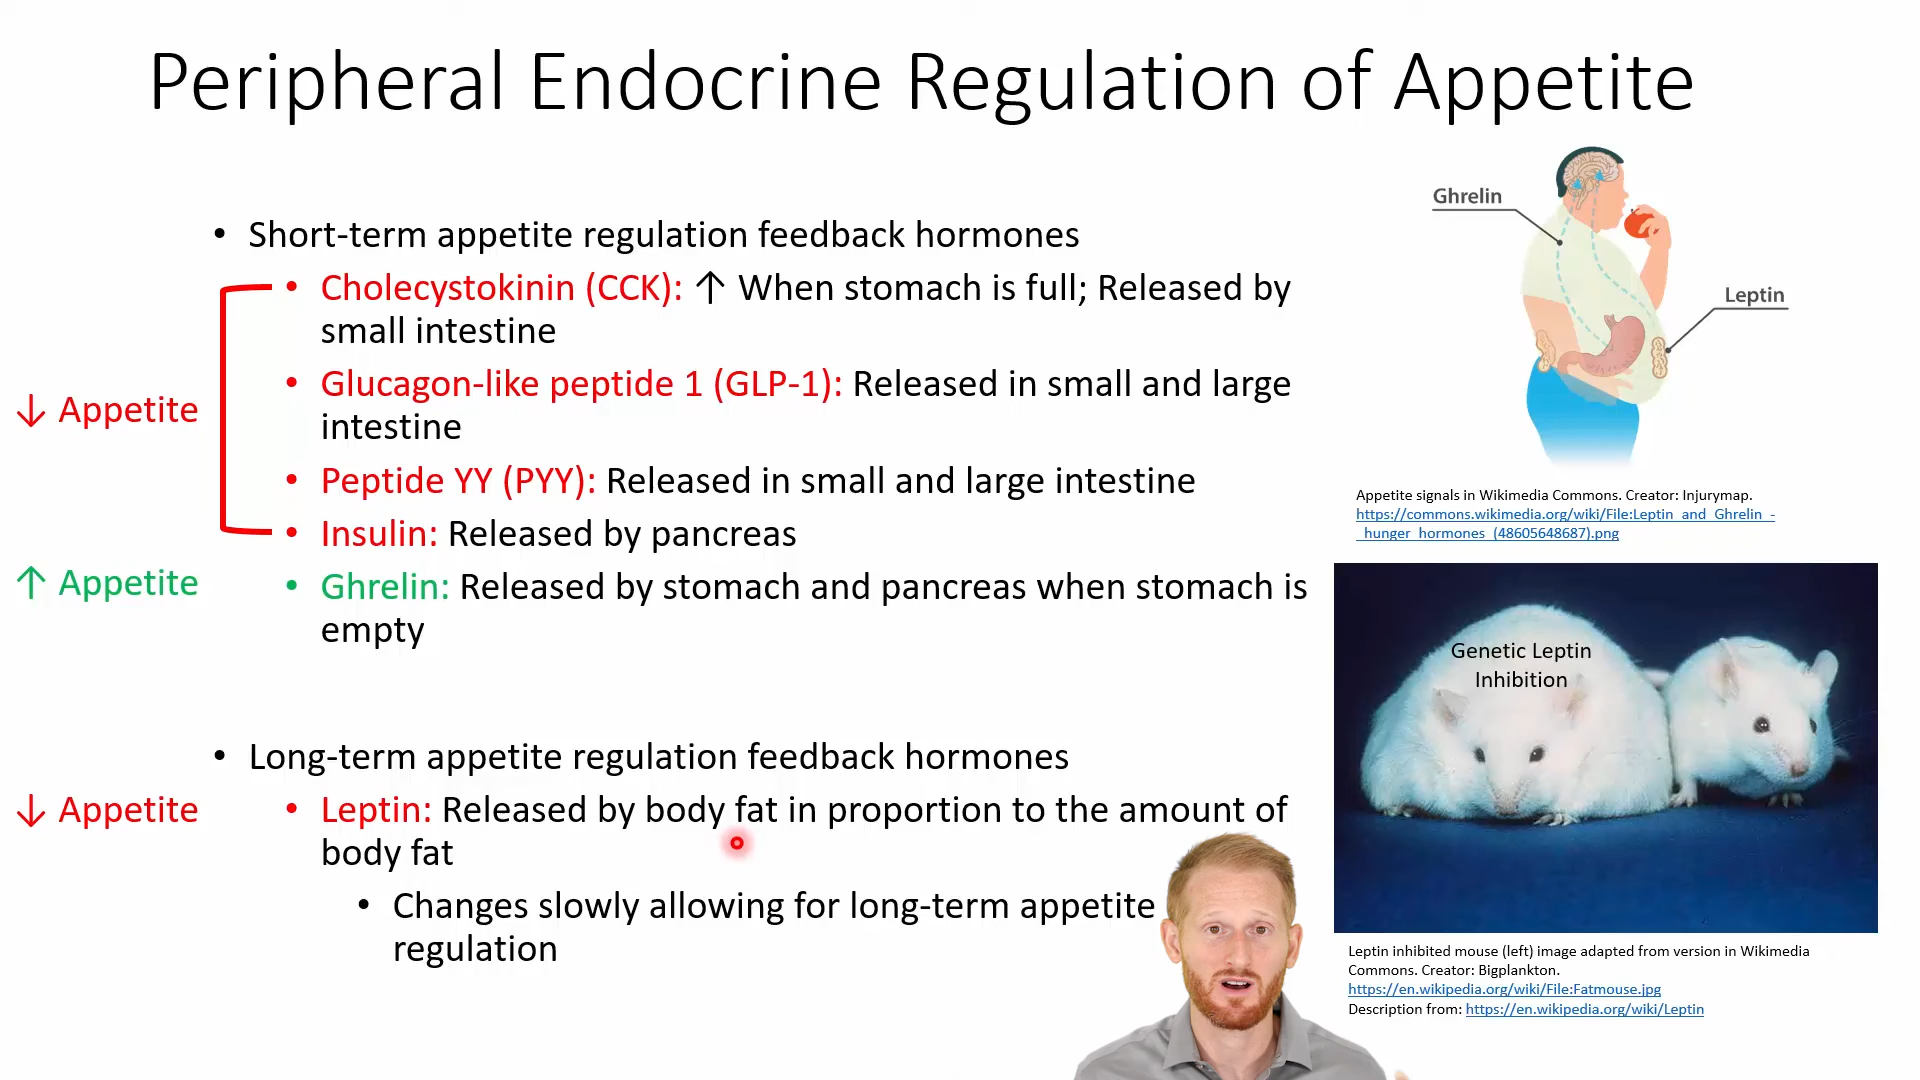 Peripheral Endocrine Regulation of Appetite
• Short-term appetite regulation feedback hormones
• Cholecystokinin (CCK): ↑ When stomach is full; Released by
small intestine
• Glucagon-like peptide 1 (GLP-1): Released in small and large
intestine
↓ Appetite
• Peptide YY (PYY): Released in small and large intestine
• Insulin: Released by pancreas
↑ Appetite
• Ghrelin: Released by stomach and pancreas when stomach is
empty
• Long-term appetite regulation feedback hormones
↓ Appetite
• Leptin: Released by body fat in proportion to the amount of
body fat
• Changes slowly allowing for long-term appetite
regulation
Ghrelin
Leptin
Appetite signals in Wikimedia Commons. Creator: Injurymap.
https://commons.wikimedia.org/wiki/File:Leptin_and_Ghrelin_-
_hunger_hormones_(48605648687).png
Genetic Leptin
Inhibition
Leptin inhibited mouse (left) image adapted from version in Wikimedia
Commons. Creator: Bigplankton.
https://en.wikipedia.org/wiki/File:Fatmouse.jpg
Description from: https://en.wikipedia.org/wiki/Leptin